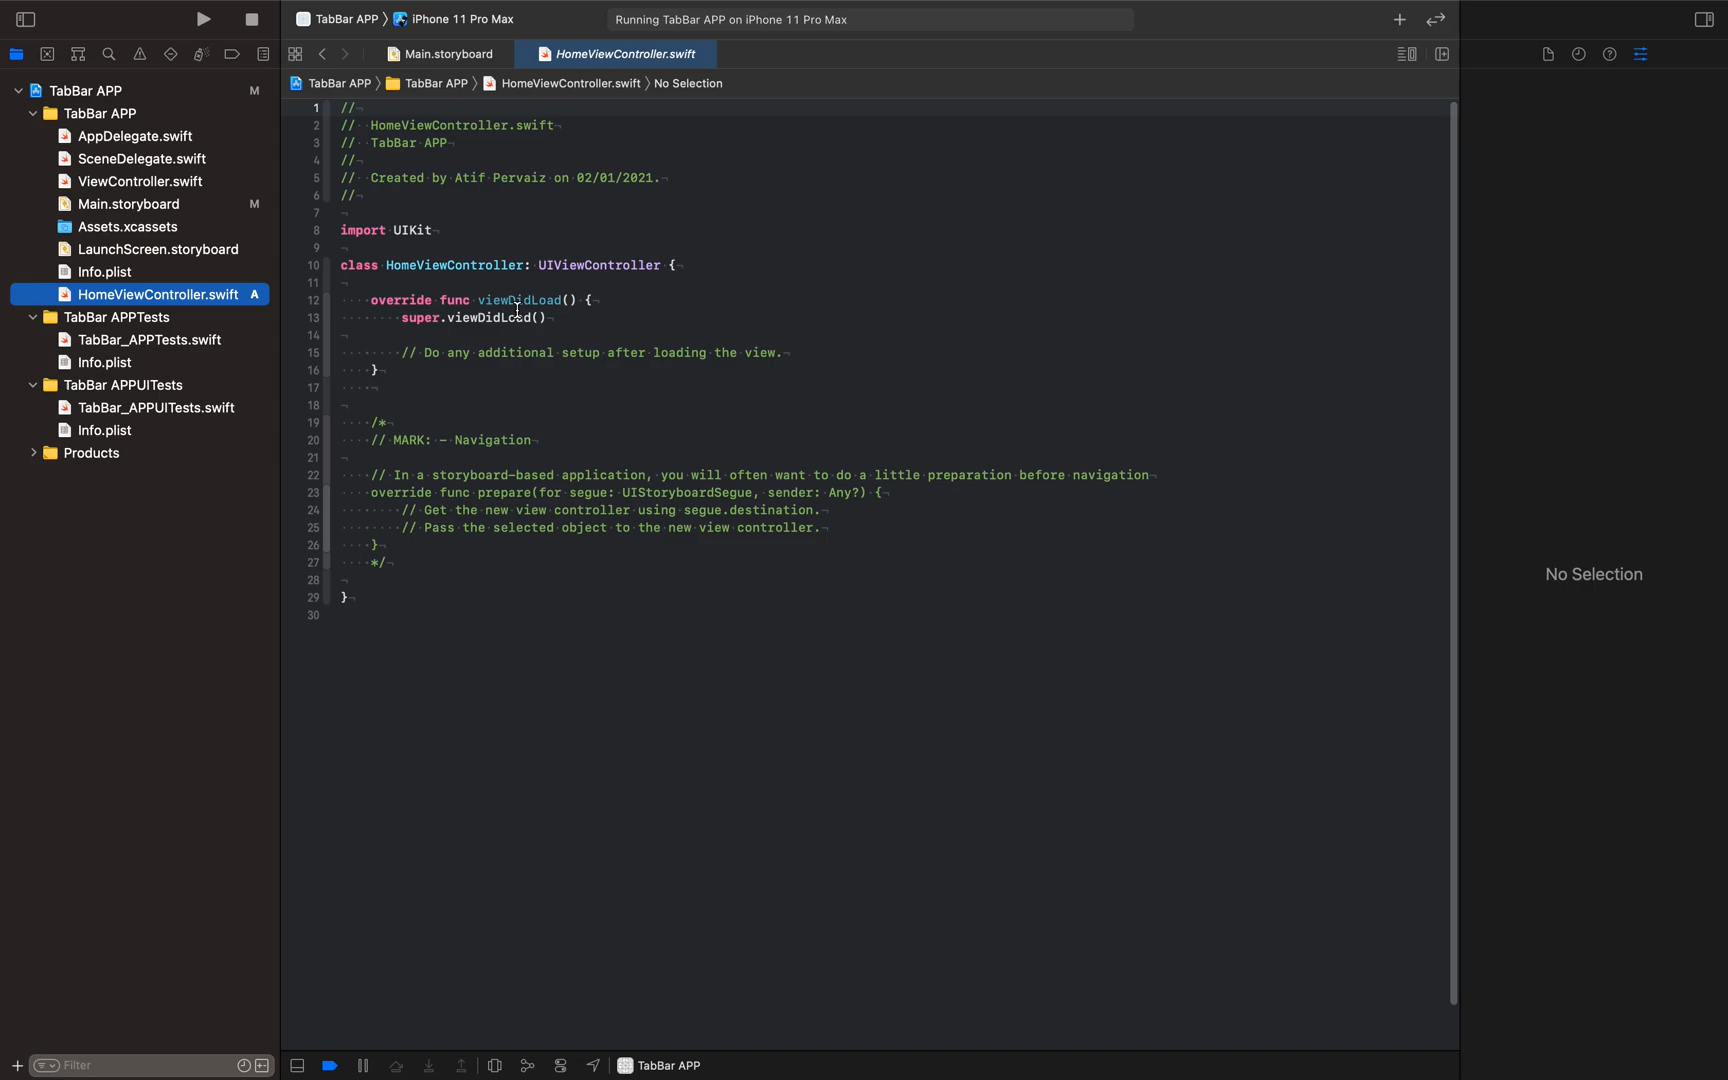 TabBar APP 〉 iPhone 11 Pro Max
Running TabBar APP on iPhone 11 Pro Max
Main.storyboard
HomeViewController.swift
TabBar APP 〉 TabBar APP 〉 HomeViewController.swift 〉 No Selection
TabBar APP M
TabBar APP
AppDelegate.swift
SceneDelegate.swift
ViewController.swift
Main.storyboard M
Assets.xcassets
LaunchScreen.storyboard
Info.plist
HomeViewController.swift A
TabBar APPTests
TabBar_APPTests.swift
Info.plist
TabBar APPUITests
TabBar_APPUITests.swift
Info.plist
Products
1 //
2 //  HomeViewController.swift
3 //  TabBar APP
4 //
5 //  Created by Atif Pervaiz on 02/01/2021.
6 //
7
8 import UIKit
9
10 class HomeViewController: UIViewController {
11
12     override func viewDidLoad() {
13         super.viewDidLoad()
14
15         // Do any additional setup after loading the view.
16     }
17
18
19     /*
20     // MARK: - Navigation
21
22     // In a storyboard-based application, you will often want to do a little preparation before navigation
23     override func prepare(for segue: UIStoryboardSegue, sender: Any?) {
24         // Get the new view controller using segue.destination.
25         // Pass the selected object to the new view controller.
26     }
27     */
28
29 }
30
No Selection
Filter
TabBar APP